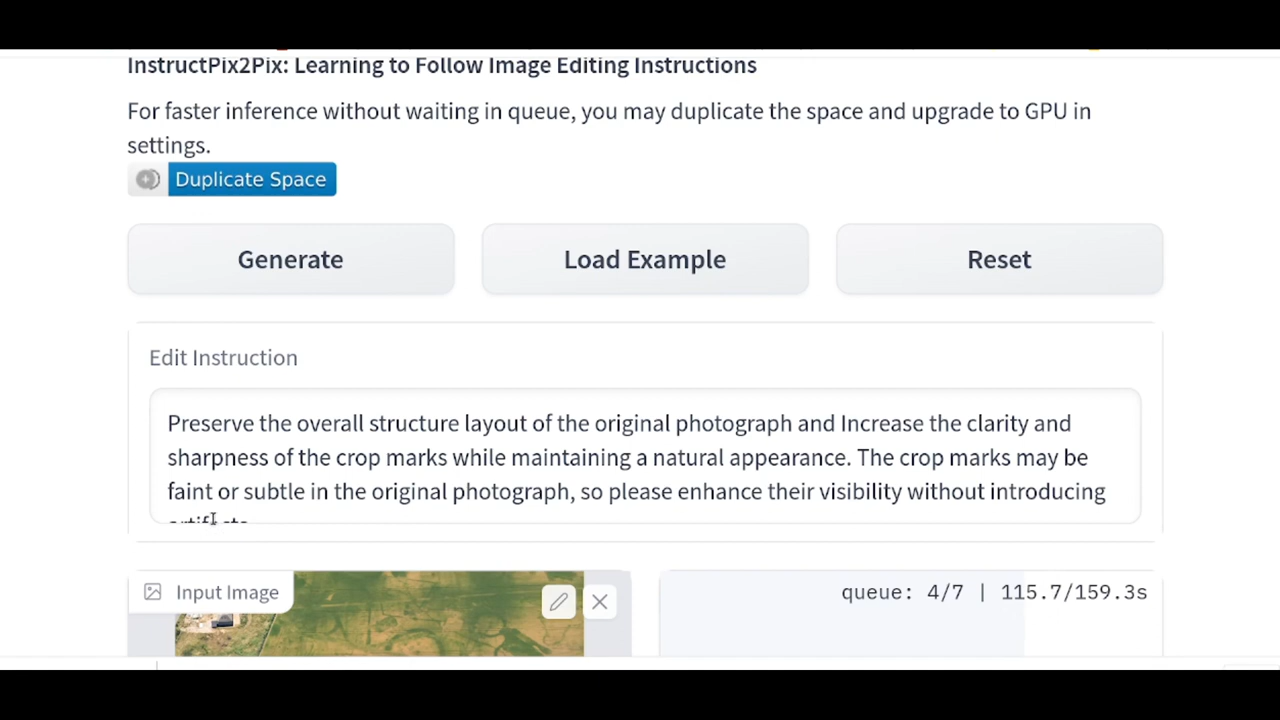 InstructPix2Pix: Learning to Follow Image Editing Instructions
For faster inference without waiting in queue, you may duplicate the space and upgrade to GPU in
settings.
Duplicate Space
Generate
Load Example
Reset
Edit Instruction
Preserve the overall structure layout of the original photograph and Increase the clarity and
sharpness of the crop marks while maintaining a natural appearance. The crop marks may be
faint or subtle in the original photograph, so please enhance their visibility without introducing
Input Image
queue: 4/7 | 115.7/159.3s